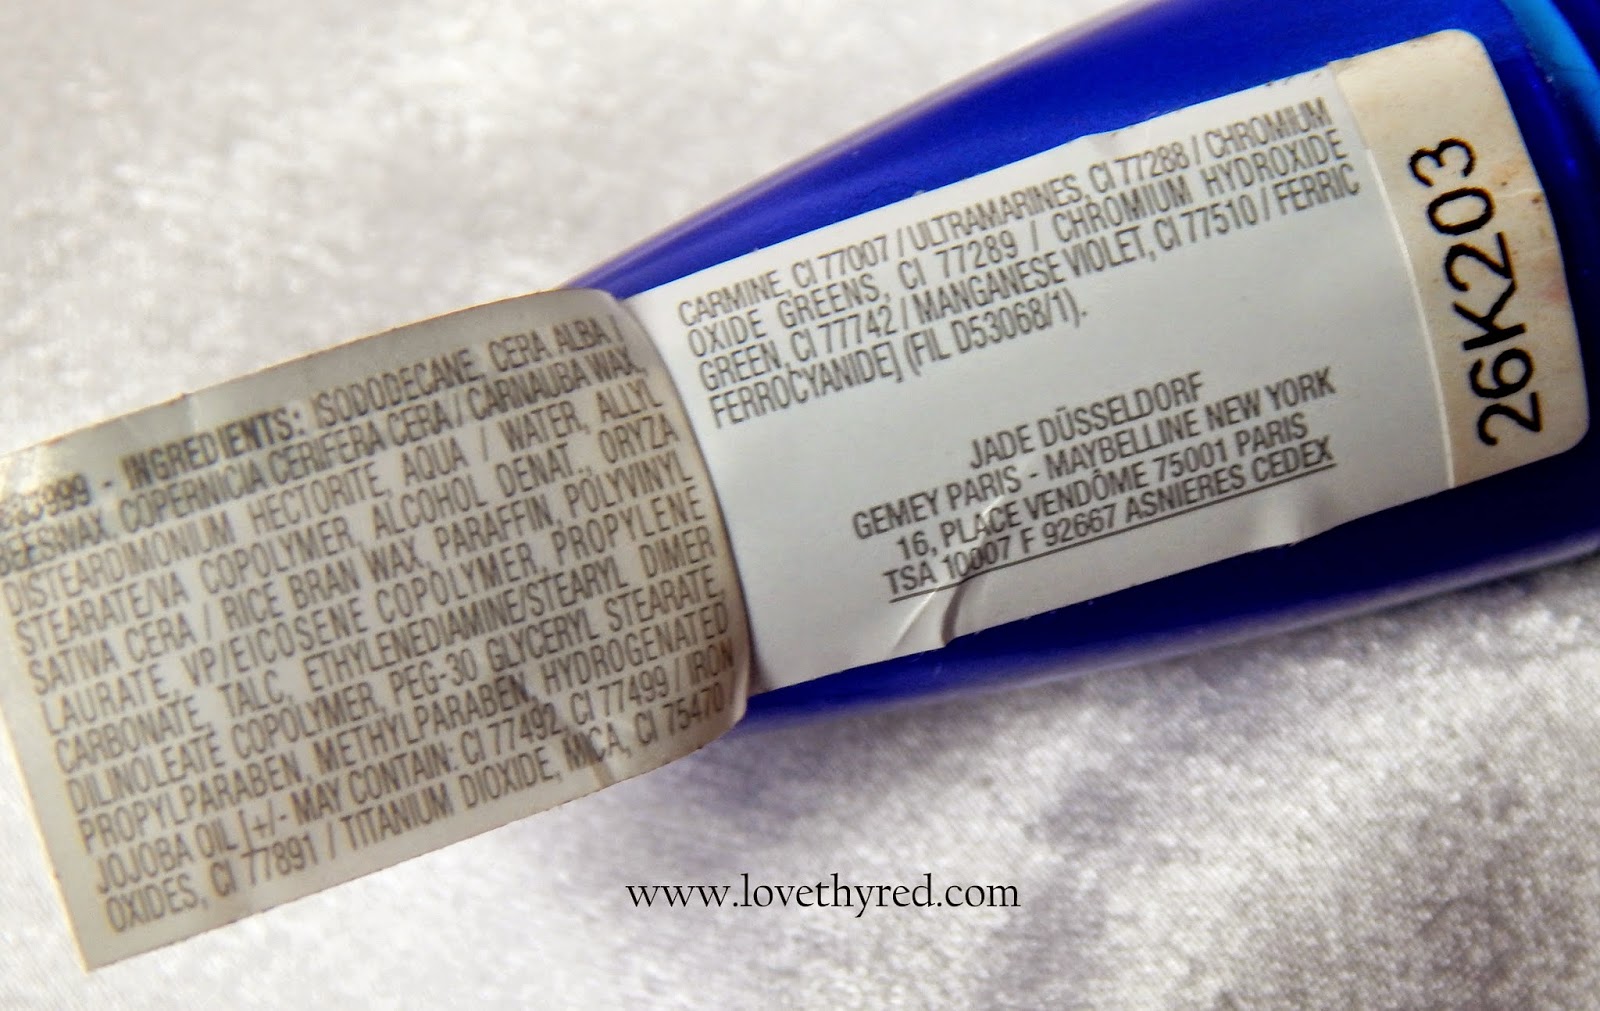 - INGREDIENTS: ISODODECANE, CERA ALBA /
BEESWAX, COPERNICIA CERIFERA CERA / CARNAUBA WAX,
DISTEARDIMONIUM HECTORITE, AQUA / WATER, ALLYL
STEARATE/VA COPOLYMER, ALCOHOL DENAT., ORYZA
SATIVA CERA / RICE BRAN WAX, PARAFFIN, POLYVINYL
LAURATE, VP/EICOSENE COPOLYMER, PROPYLENE
CARBONATE, TALC, ETHYLENEDIAMINE/STEARYL DIMER
DILINOLEATE COPOLYMER, PEG-30 GLYCERYL STEARATE,
PROPYLPARABEN, METHYLPARABEN, HYDROGENATED
JOJOBA OIL [+/- MAY CONTAIN: CI 77492, CI 77499 / IRON
OXIDES, CI 77891 / TITANIUM DIOXIDE, MICA, CI 75470 /
CARMINE, CI 77007 / ULTRAMARINES, CI 77288 / CHROMIUM
OXIDE GREENS, CI 77289 / CHROMIUM HYDROXIDE
GREEN, CI 77742 / MANGANESE VIOLET, CI 77510 / FERRIC
FERROCYANIDE] (FIL D53068/1).
JADE DÜSSELDORF
GEMEY PARIS - MAYBELLINE NEW YORK
16, PLACE VENDÔME 75001 PARIS
TSA 10007 F 92667 ASNIERES CEDEX
26K203
www.lovethyred.com